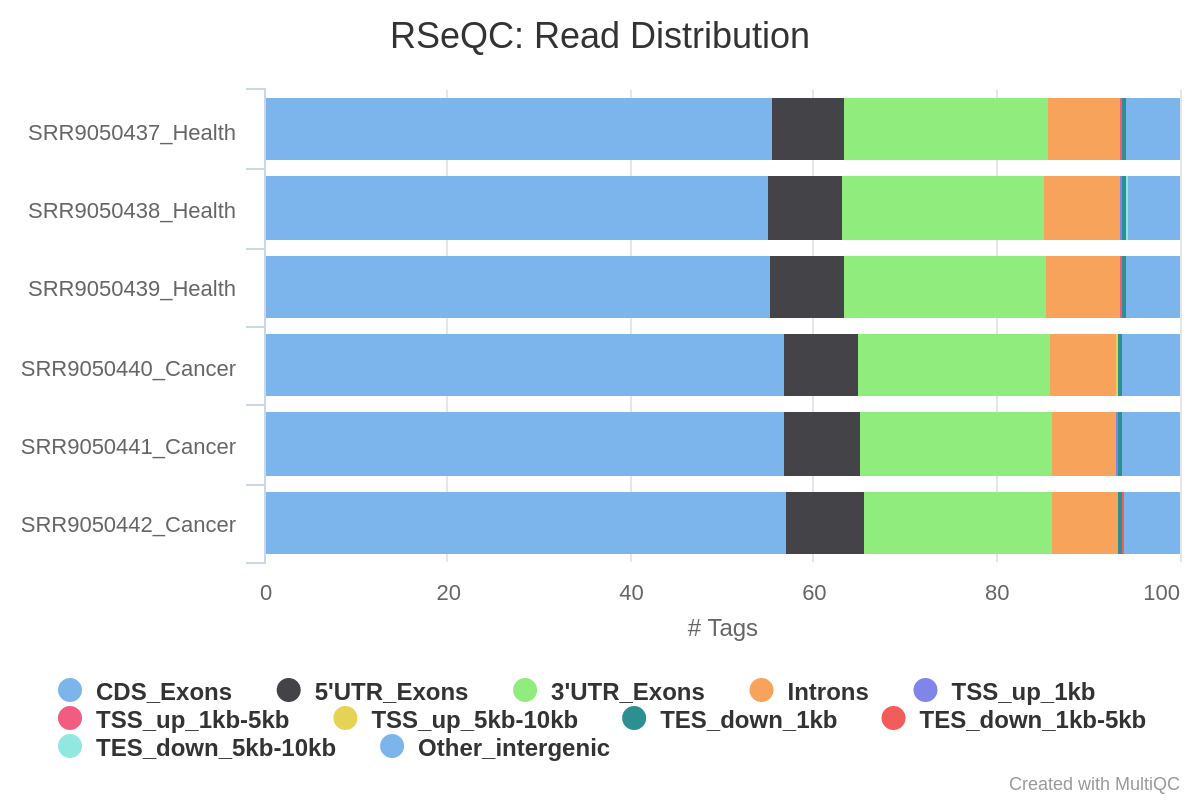 RSeQC: Read Distribution
SRR9050437_Health
SRR9050438_Health
SRR9050439_Health
SRR9050440_Cancer
SRR9050441_Cancer
SRR9050442_Cancer
0 20 40 60 80 100
# Tags
CDS_Exons 5'UTR_Exons 3'UTR_Exons Introns TSS_up_1kb
TSS_up_1kb-5kb TSS_up_5kb-10kb TES_down_1kb TES_down_1kb-5kb
TES_down_5kb-10kb Other_intergenic
Created with MultiQC